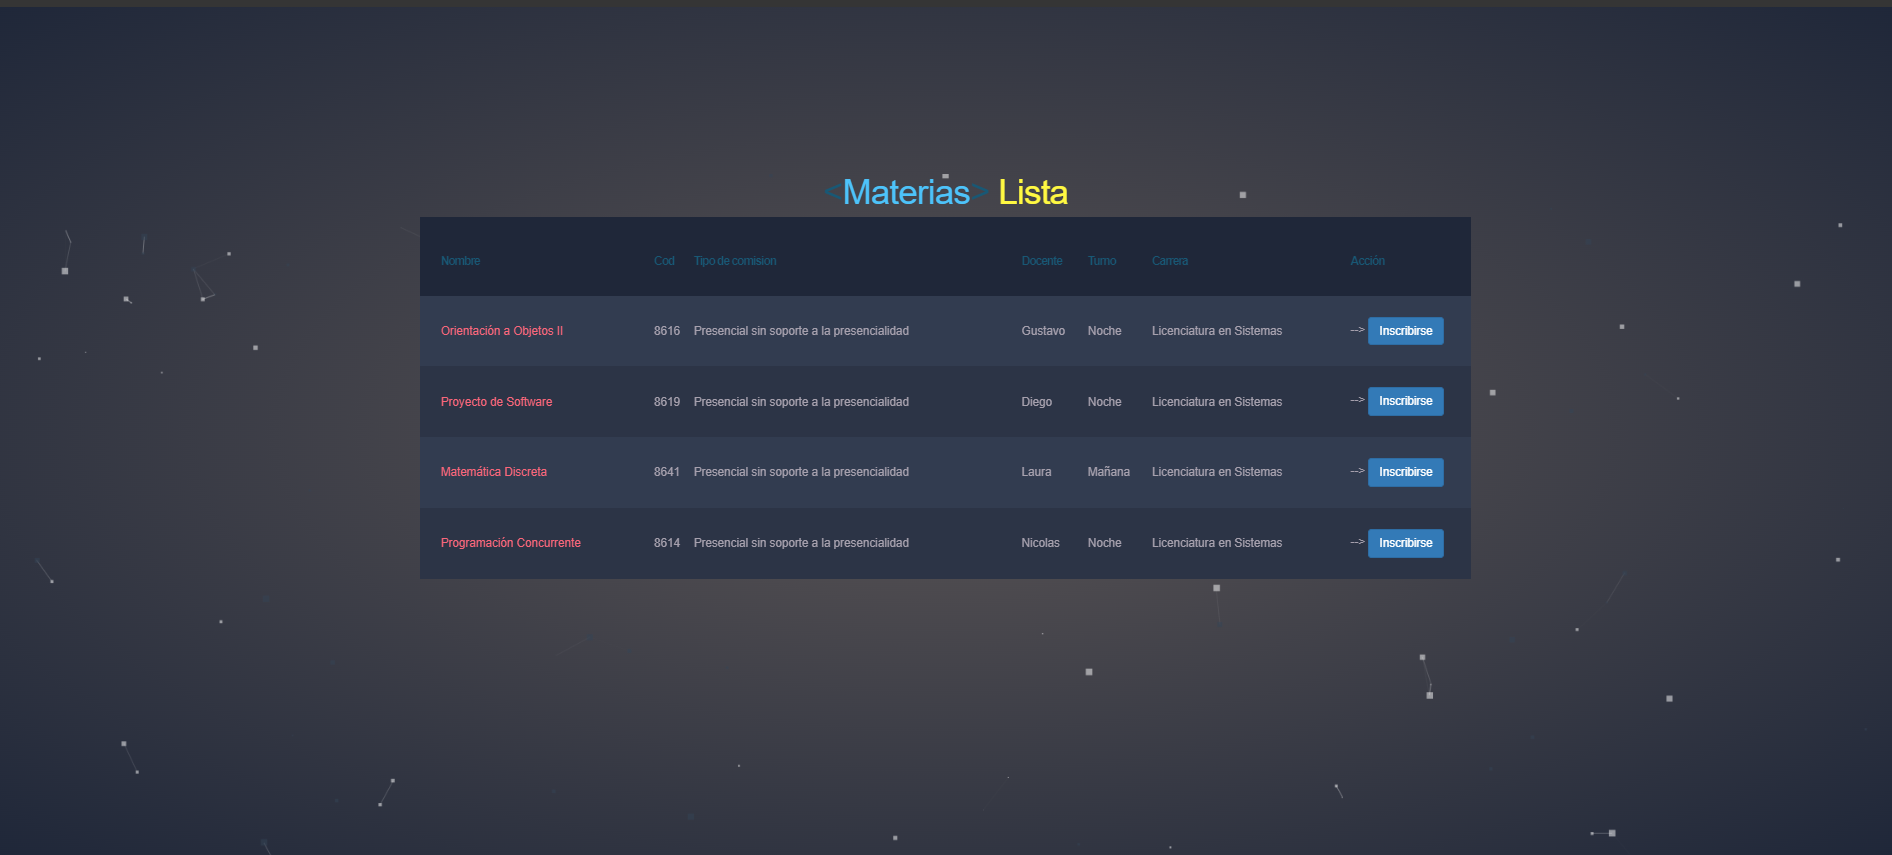 <Materias> Lista
Nombre Cod Tipo de comision Docente Turno Carrera Acción
Orientación a Objetos II 8616 Presencial sin soporte a la presencialidad Gustavo Noche Licenciatura en Sistemas --> Inscribirse
Proyecto de Software 8619 Presencial sin soporte a la presencialidad Diego Noche Licenciatura en Sistemas --> Inscribirse
Matemática Discreta 8641 Presencial sin soporte a la presencialidad Laura Mañana Licenciatura en Sistemas --> Inscribirse
Programación Concurrente 8614 Presencial sin soporte a la presencialidad Nicolas Noche Licenciatura en Sistemas --> Inscribirse